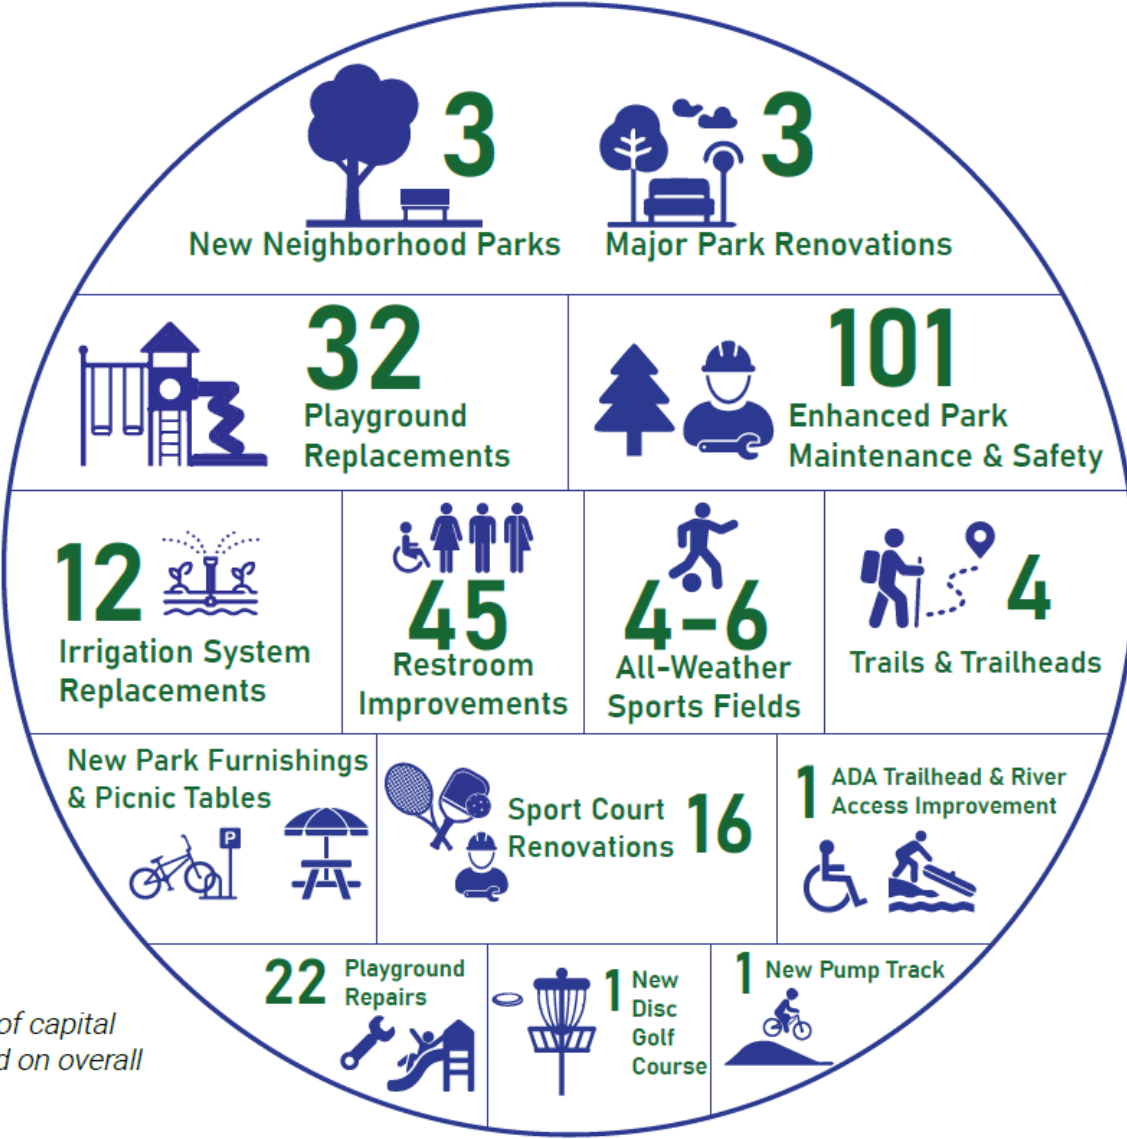 3
New Neighborhood Parks
3
Major Park Renovations
32
Playground
Replacements
101
Enhanced Park
Maintenance & Safety
12
Irrigation System
Replacements
45
Restroom
Improvements
4-6
All-Weather
Sports Fields
4
Trails & Trailheads
New Park Furnishings
& Picnic Tables
P
Sport Court
Renovations
16
1
ADA Trailhead & River
Access Improvement
22
Playground
Repairs
1
New
Disc
Golf
Course
1
New Pump Track
of capital
on overall